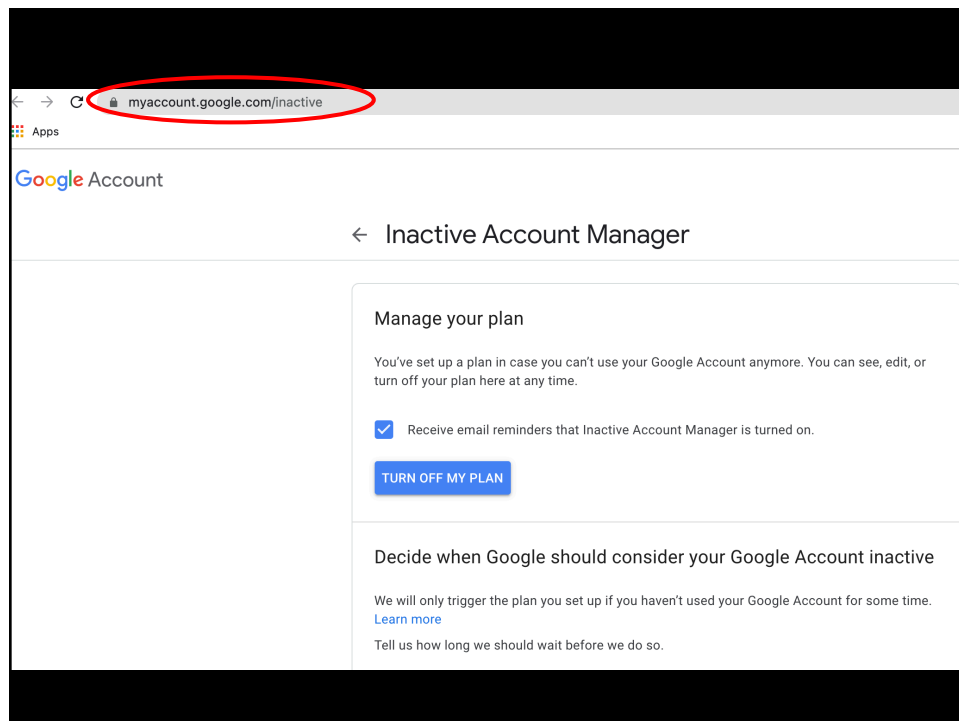 myaccount.google.com/inactive
Apps
Google Account
Inactive Account Manager
Manage your plan
You've set up a plan in case you can't use your Google Account anymore. You can see, edit, or
turn off your plan here at any time.
Receive email reminders that Inactive Account Manager is turned on.
TURN OFF MY PLAN
Decide when Google should consider your Google Account inactive
We will only trigger the plan you set up if you haven't used your Google Account for some time.
Learn more
Tell us how long we should wait before we do so.